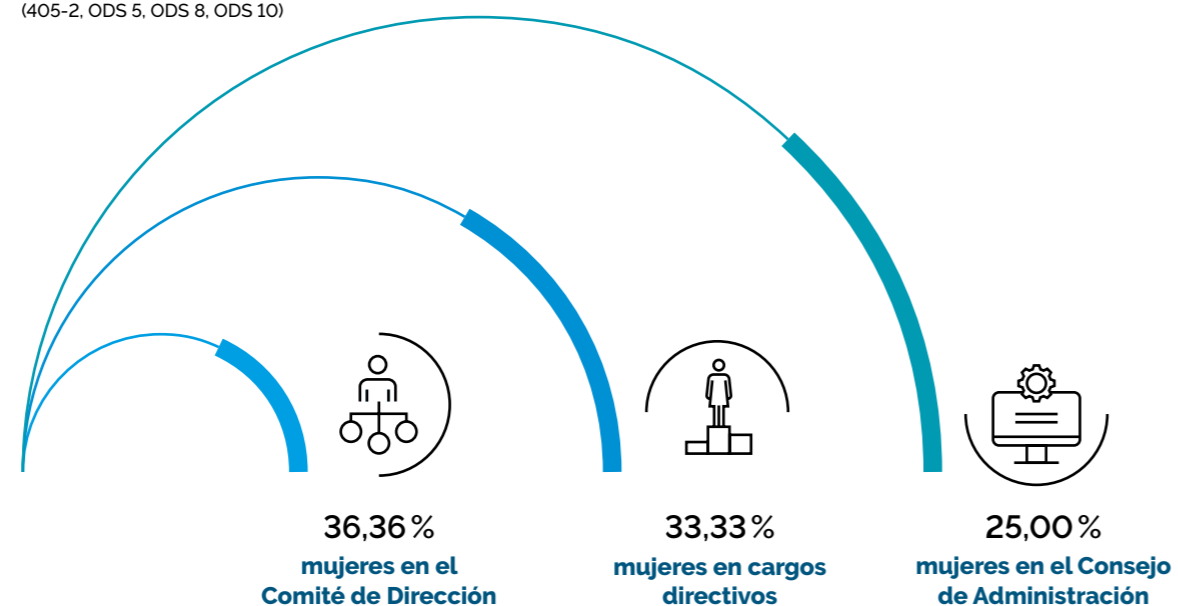 (405-2, ODS 5, ODS 8, ODS 10)
36,36 %
mujeres en el
Comité de Dirección
33,33 %
mujeres en cargos
directivos
25,00 %
mujeres en el Consejo
de Administración